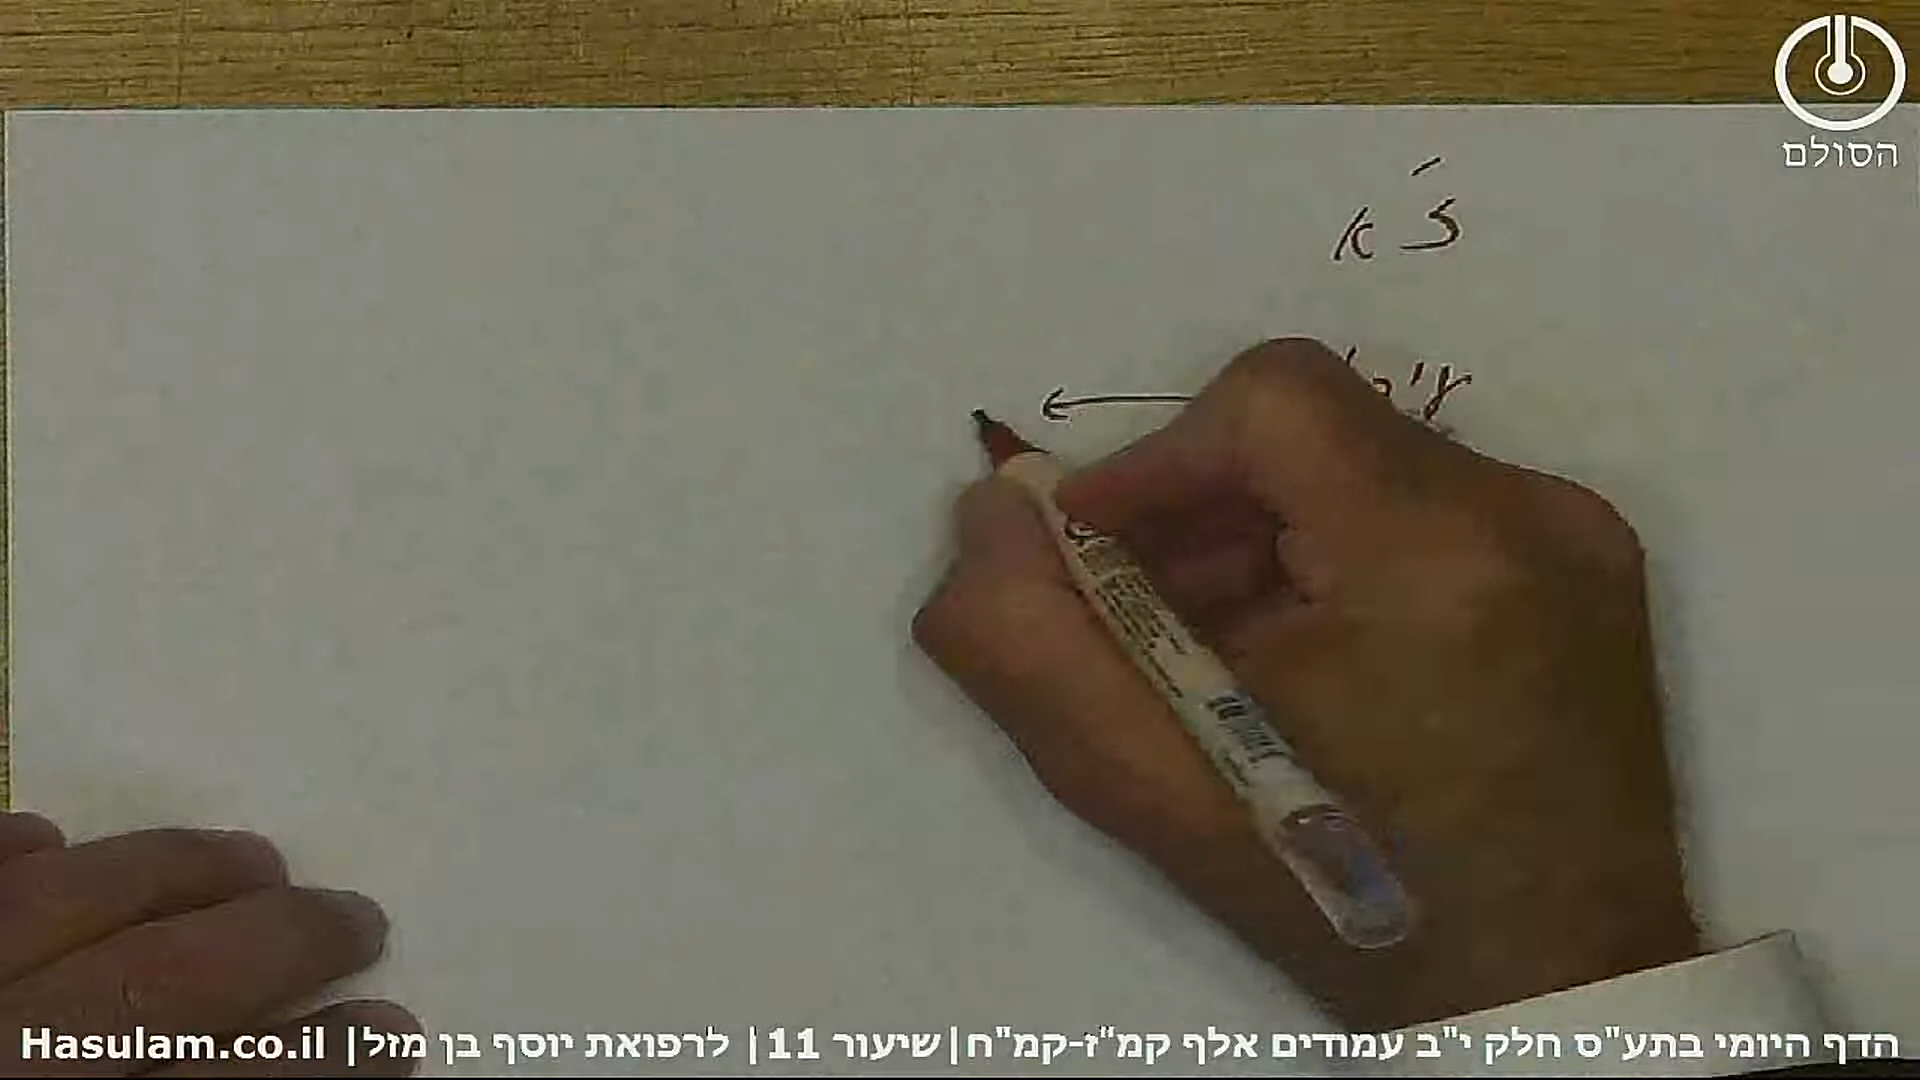 הסולם
הדף היומי בתע"ס חלק י"ב עמודים אלף קמ"ז-קמ"ח|שיעור 11| לרפואת יוסף בן מזל| Hasulam.co.il